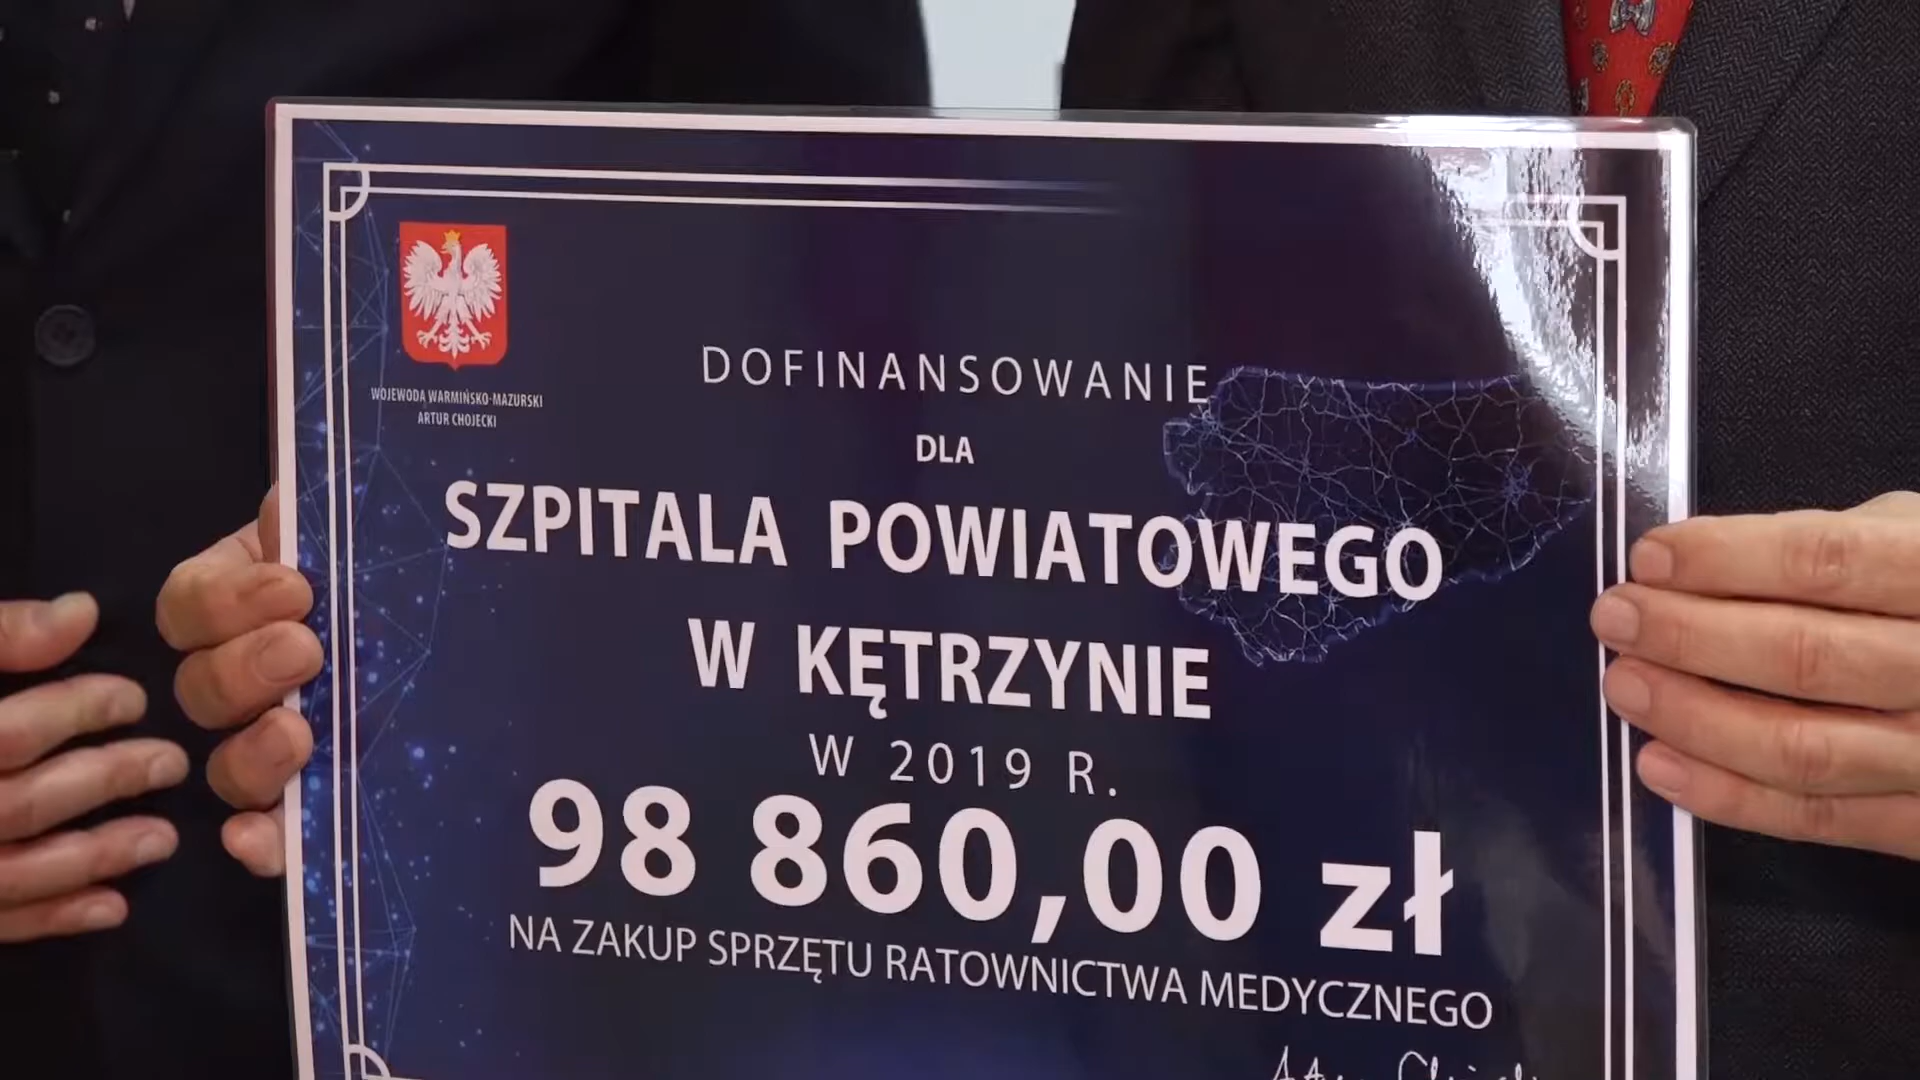 WOJEWODA WARMIŃSKO-MAZURSKI
ARTUR CHOJECKI
DOFINANSOWANIE
DLA
SZPITALA POWIATOWEGO
W KĘTRZYNIE
W 2019 R.
98 860,00 zł
NA ZAKUP SPRZĘTU RATOWNICTWA MEDYCZNEGO